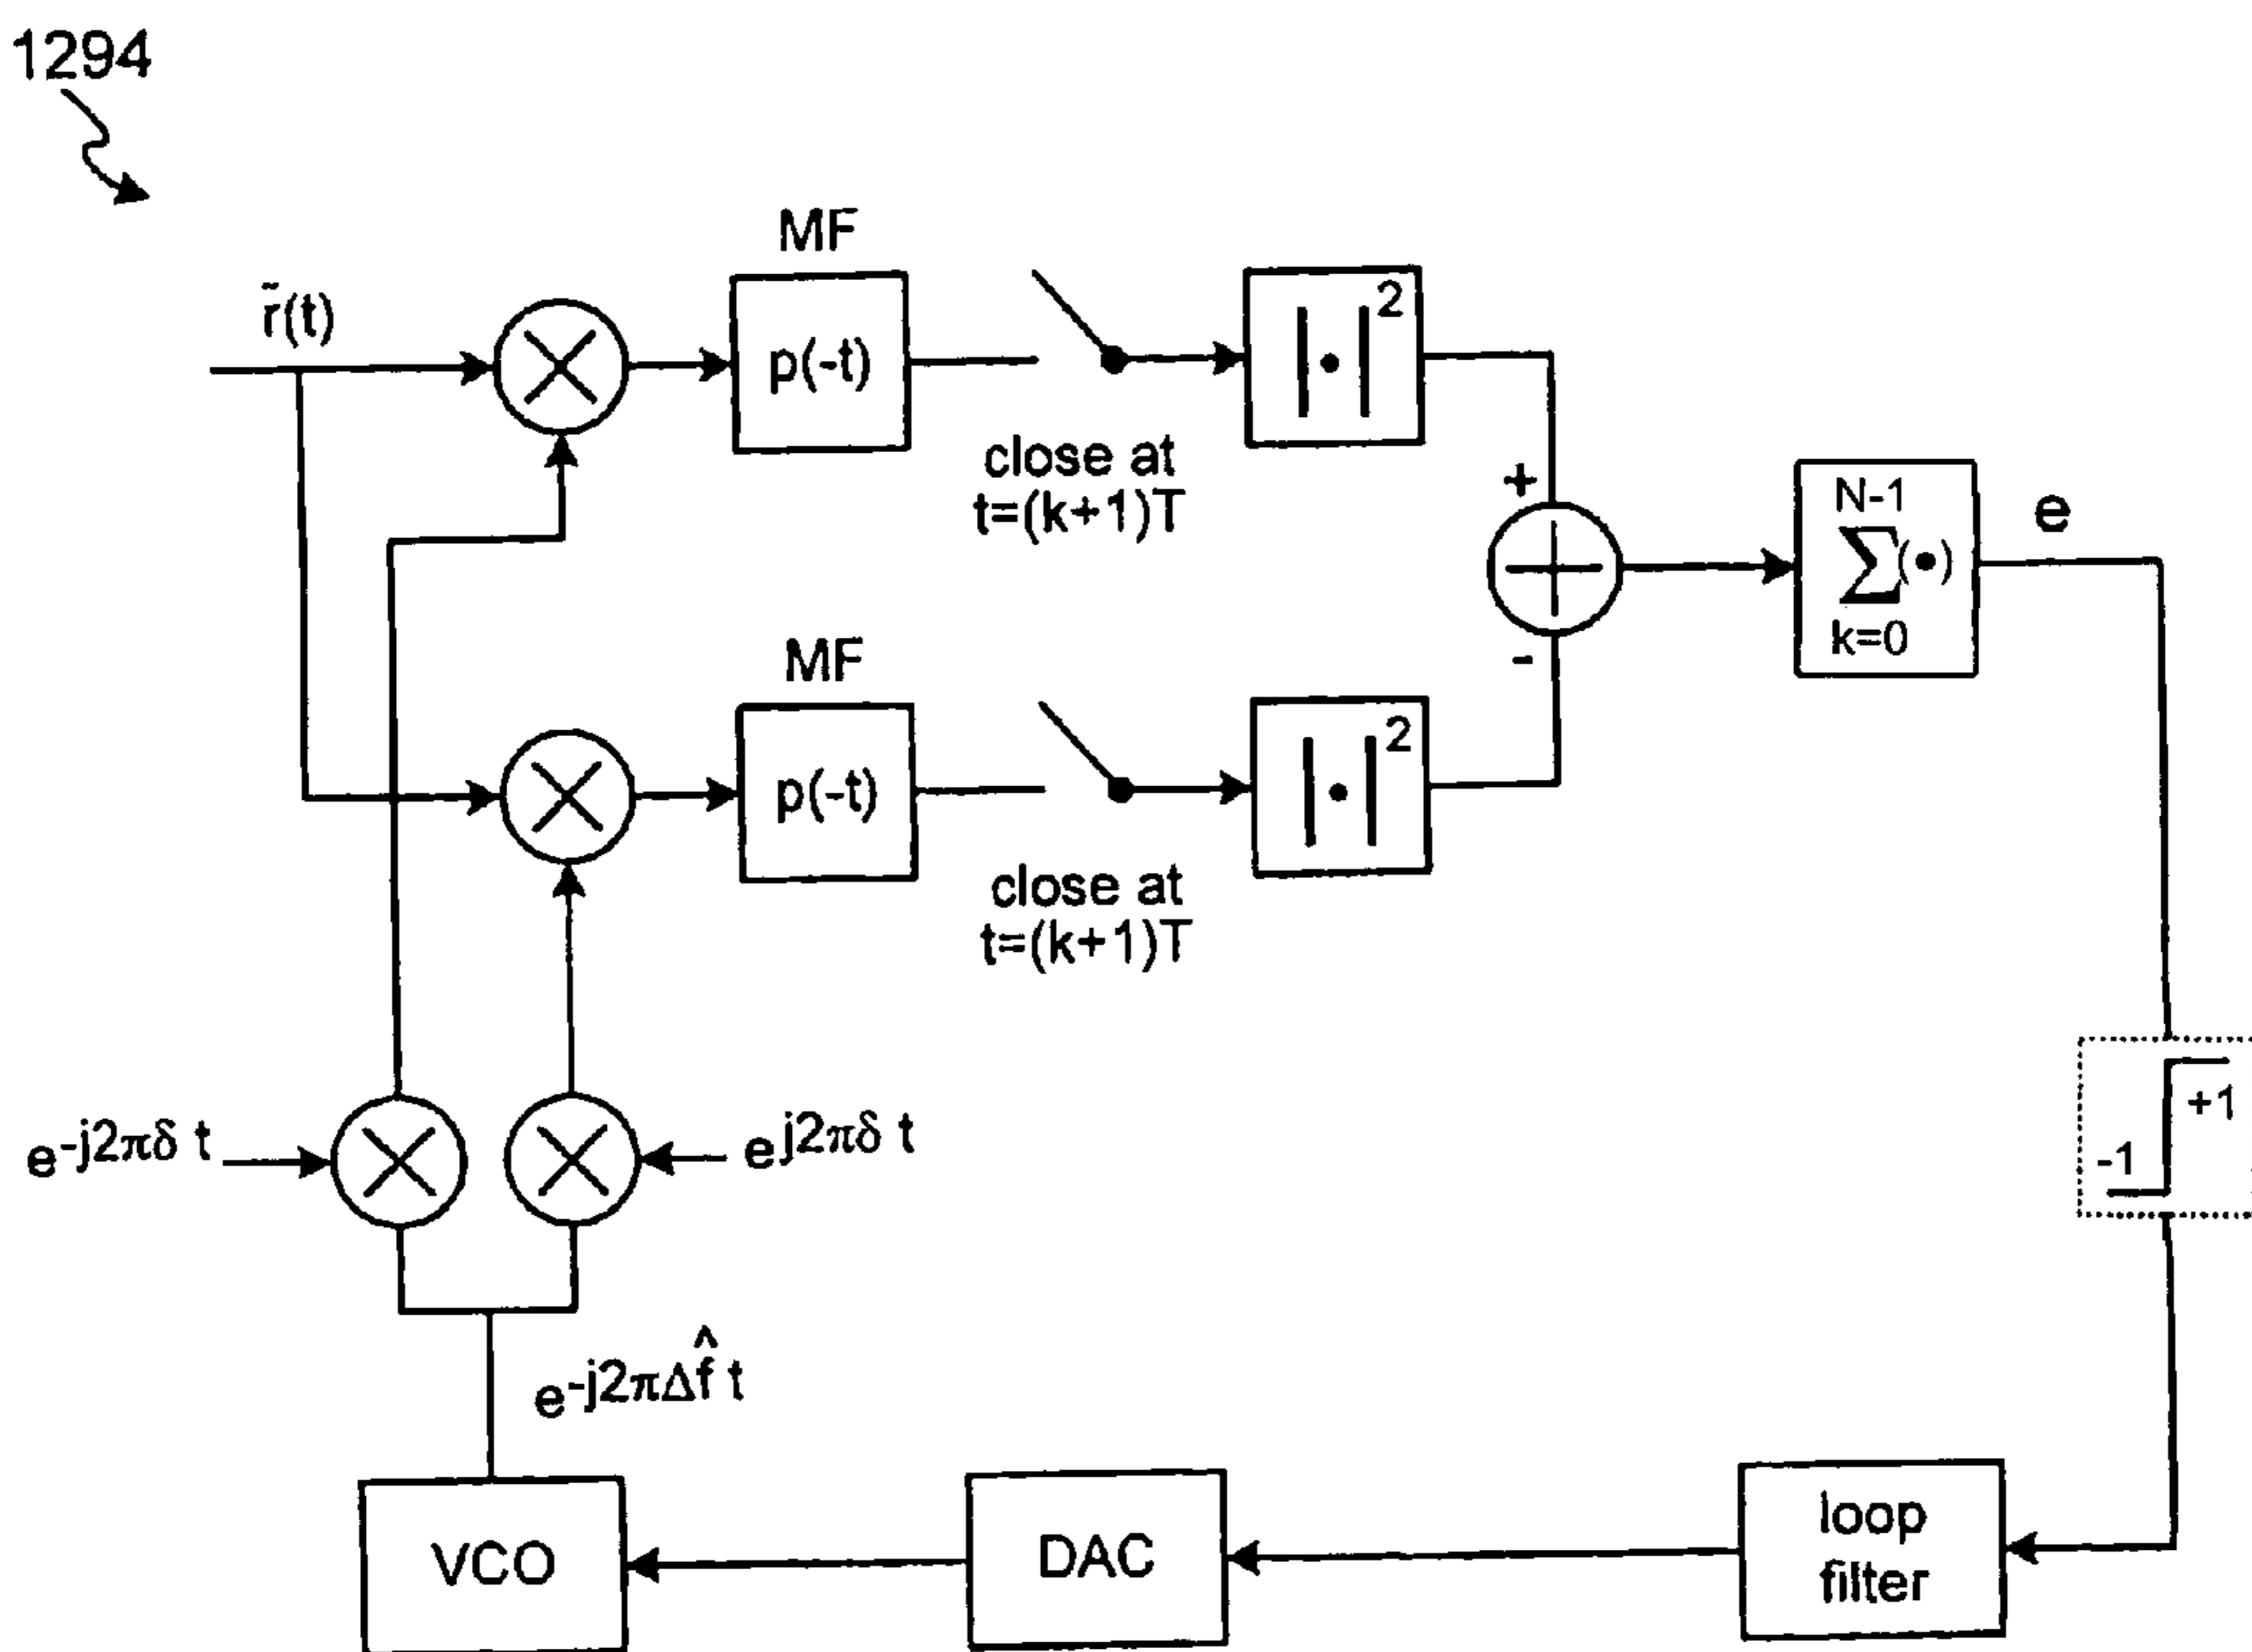 1294
r̃(t)
MF
p(-t)
close at
t=(k+1)T
| • |²
+
-
N-1
Σ(•)
k=0
e
MF
p(-t)
close at
t=(k+1)T
| • |²
e^-j2πδ t
e^j2πδ t
+1
-1
e^-j2πΔf̂ t
VCO
DAC
loop
filter